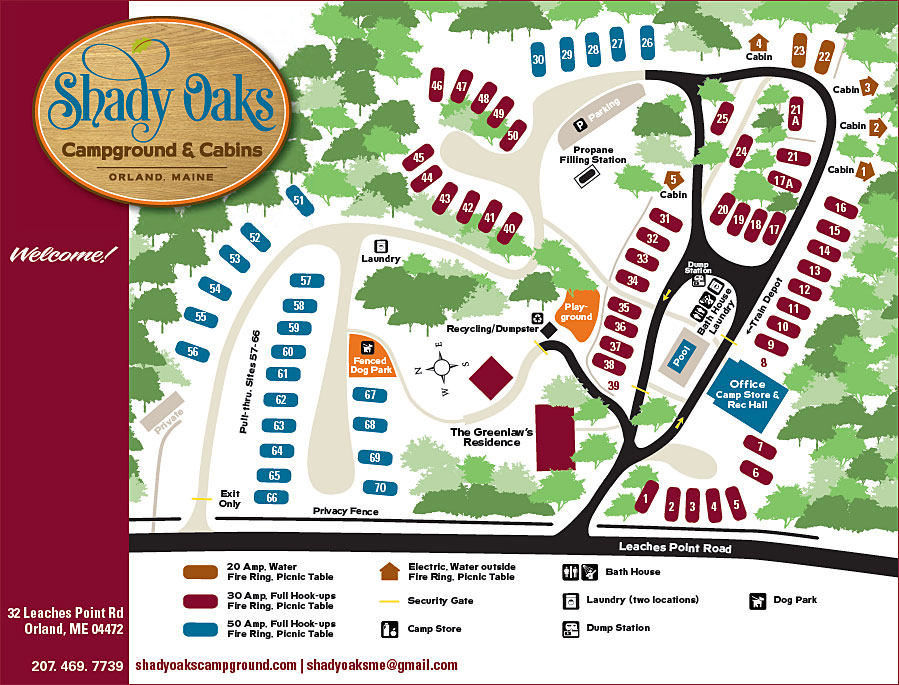 Shady Oaks
Campground & Cabins
ORLAND, MAINE
Welcome!
32 Leaches Point Rd
Orland, ME 04472
207. 469. 7739
30
29
28
27
26
4
Cabin
23
22
Cabin 3
Cabin 2
Cabin 1
46
47
48
49
50
P Parking
Propane
Filling Station
25
21
A
24
21
17A
5
Cabin
20
19
18
17
45
44
43
42
41
40
16
15
14
13
12
11
10
9
8
31
32
33
34
35
36
37
38
39
51
52
53
54
55
56
Laundry
Dump
Station
Bath House
Laundry
Train Depot
Play-
ground
Recycling/Dumpster
Pool
Office
Camp Store &
Rec Hall
57
58
59
60
61
62
63
64
65
66
Pull-thru. Sites 57-66
Fenced
Dog Park
N
E
S
W
67
68
69
70
The Greenlaw's
Residence
Private
Exit
Only
Privacy Fence
7
6
1
2
3
4
5
Leaches Point Road
20 Amp, Water
Fire Ring, Picnic Table
30 Amp, Full Hook-ups
Fire Ring, Picnic Table
50 Amp, Full Hook-ups
Fire Ring, Picnic Table
Electric, Water outside
Fire Ring, Picnic Table
Security Gate
Camp Store
Bath House
Laundry (two locations)
Dump Station
Dog Park
shadyoakscampground.com | shadyoaksme@gmail.com